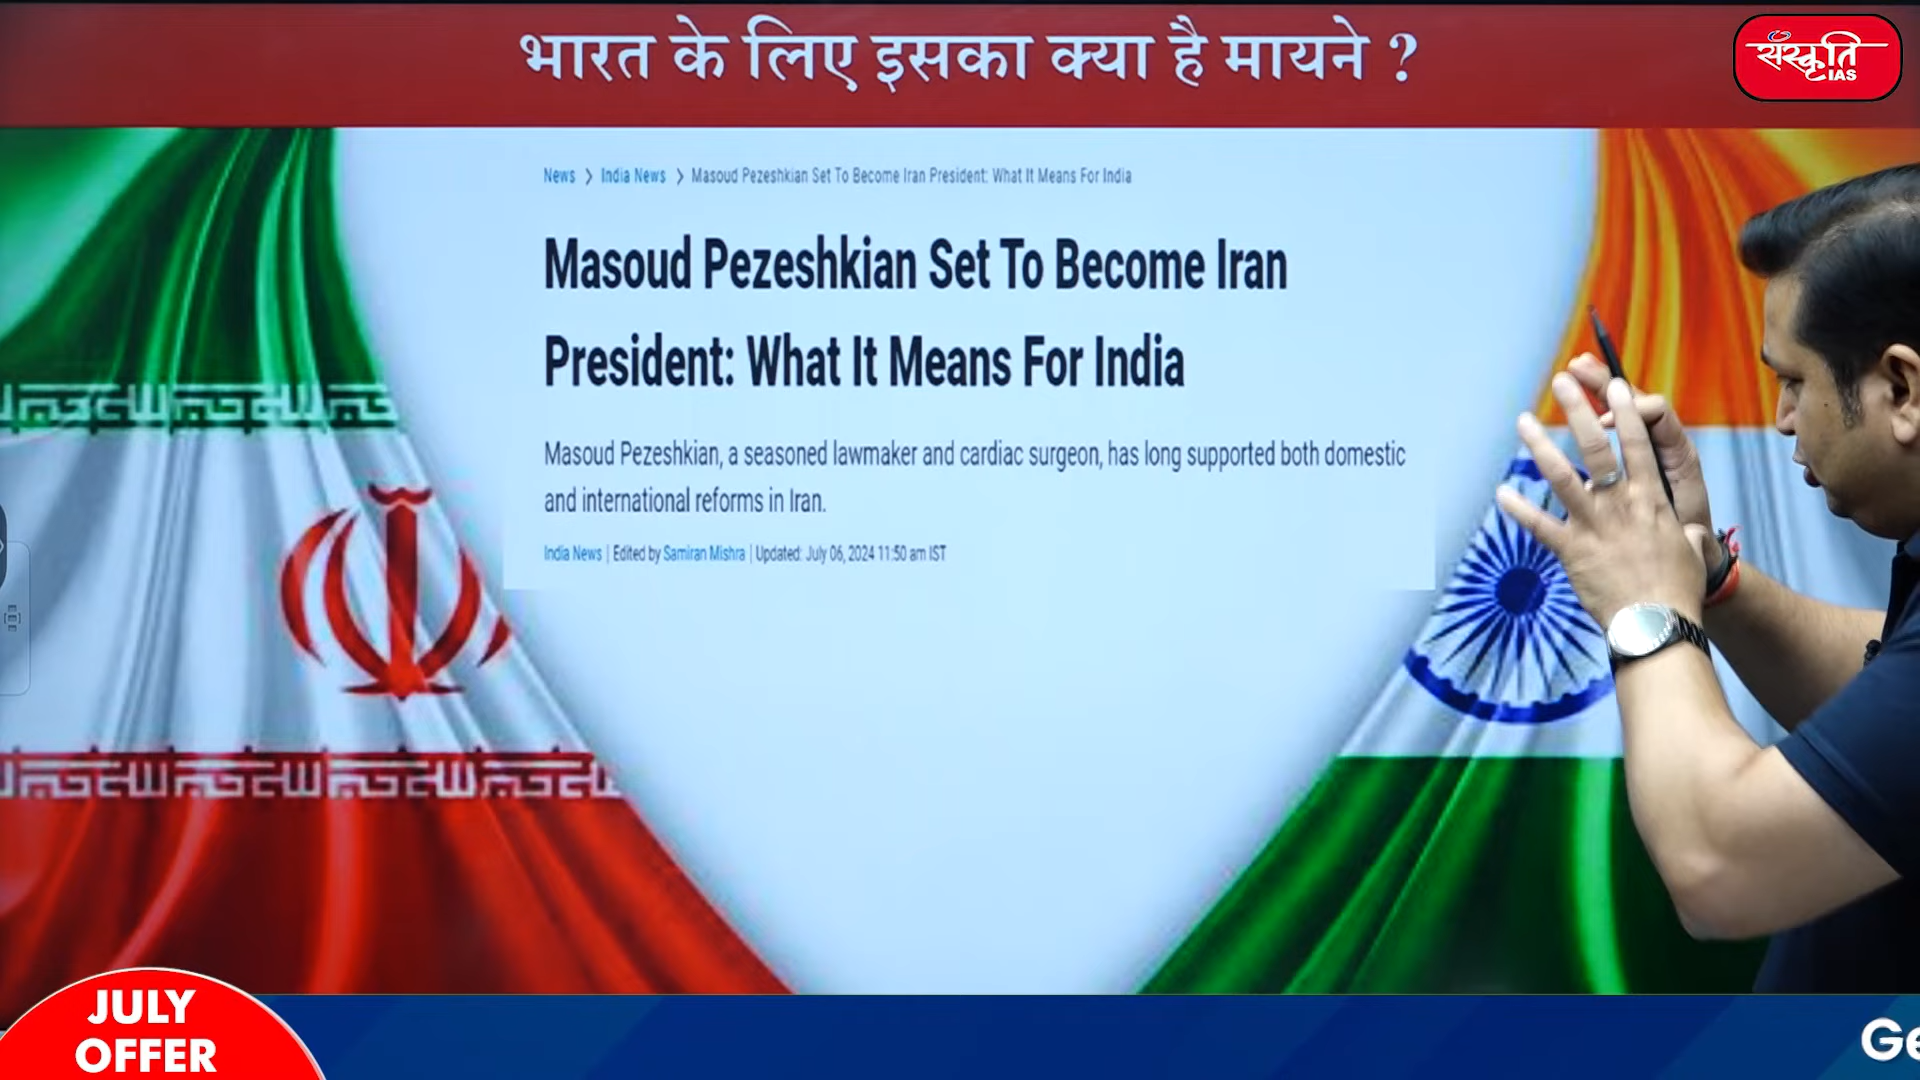 भारत के लिए इसका क्या है मायने ?
संस्कृति
IAS
News > India News > Masoud Pezeshkian Set To Become Iran President: What It Means For India
Masoud Pezeshkian Set To Become Iran
President: What It Means For India
Masoud Pezeshkian, a seasoned lawmaker and cardiac surgeon, has long supported both domestic
and international reforms in Iran.
India News | Edited by Samiran Mishra | Updated: July 06, 2024 11:50 am IST
JULY
OFFER
Ge